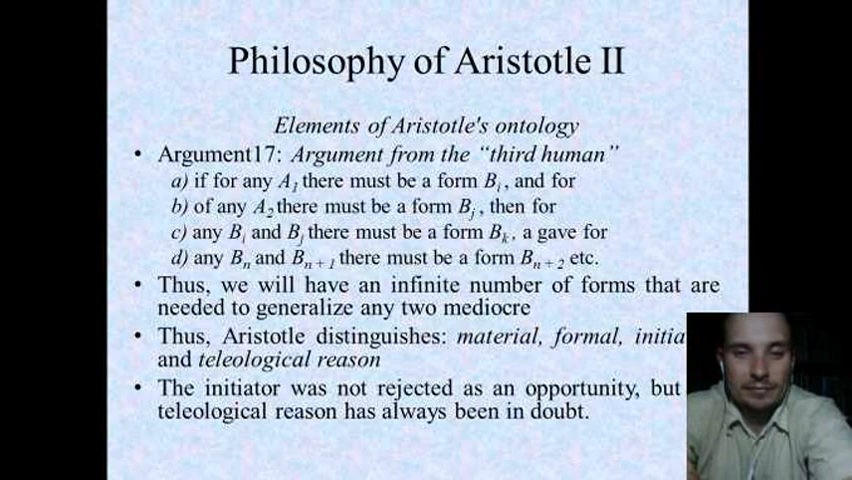 Philosophy of Aristotle II
Elements of Aristotle's ontology
• Argument17: Argument from the “third human”
a) if for any A1 there must be a form Bi, and for
b) of any A2 there must be a form Bj, then for
c) any Bi and Bj there must be a form Bk, a gave for
d) any Bn and Bn+1 there must be a form Bn+2 etc.
• Thus, we will have an infinite number of forms that are
needed to generalize any two mediocre
• Thus, Aristotle distinguishes: material, formal,
and teleological reason
• The initiator was not rejected as an opportunity, but
teleological reason has always been in doubt.